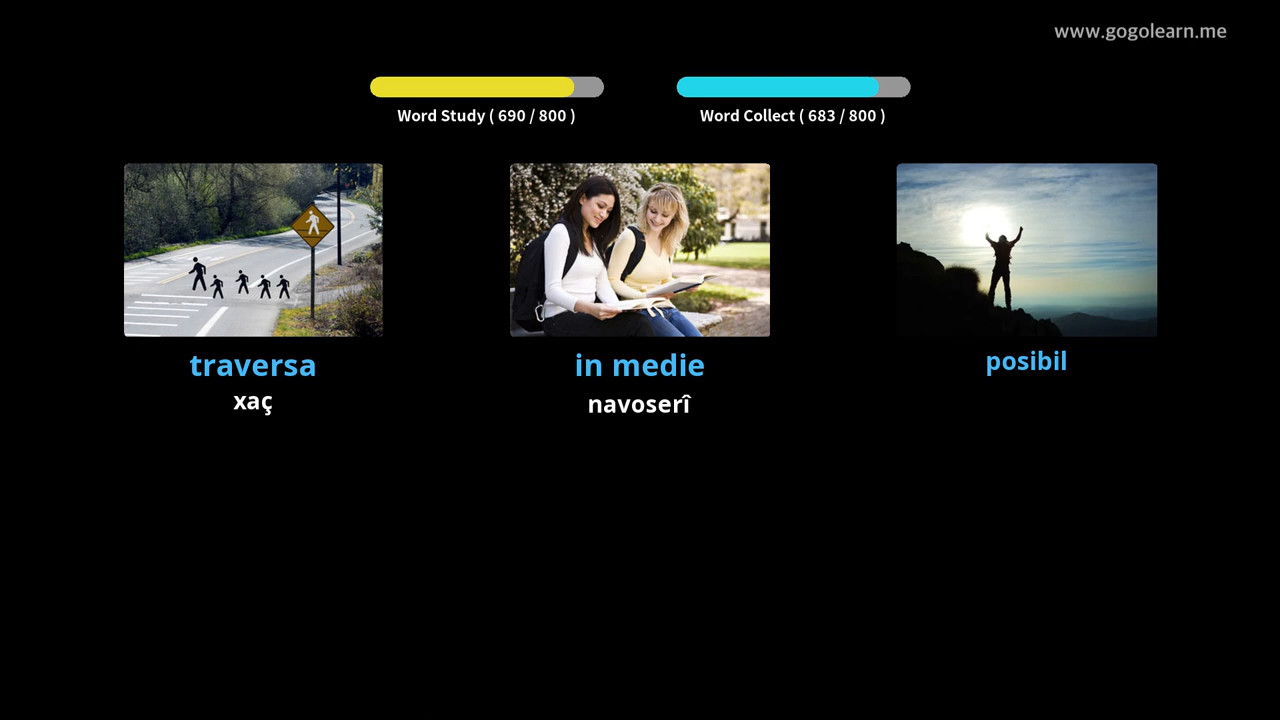 www.gogolearn.me
Word Study ( 690 / 800 )
Word Collect ( 683 / 800 )
traversa
in medie
posibil
xaç
navoserî